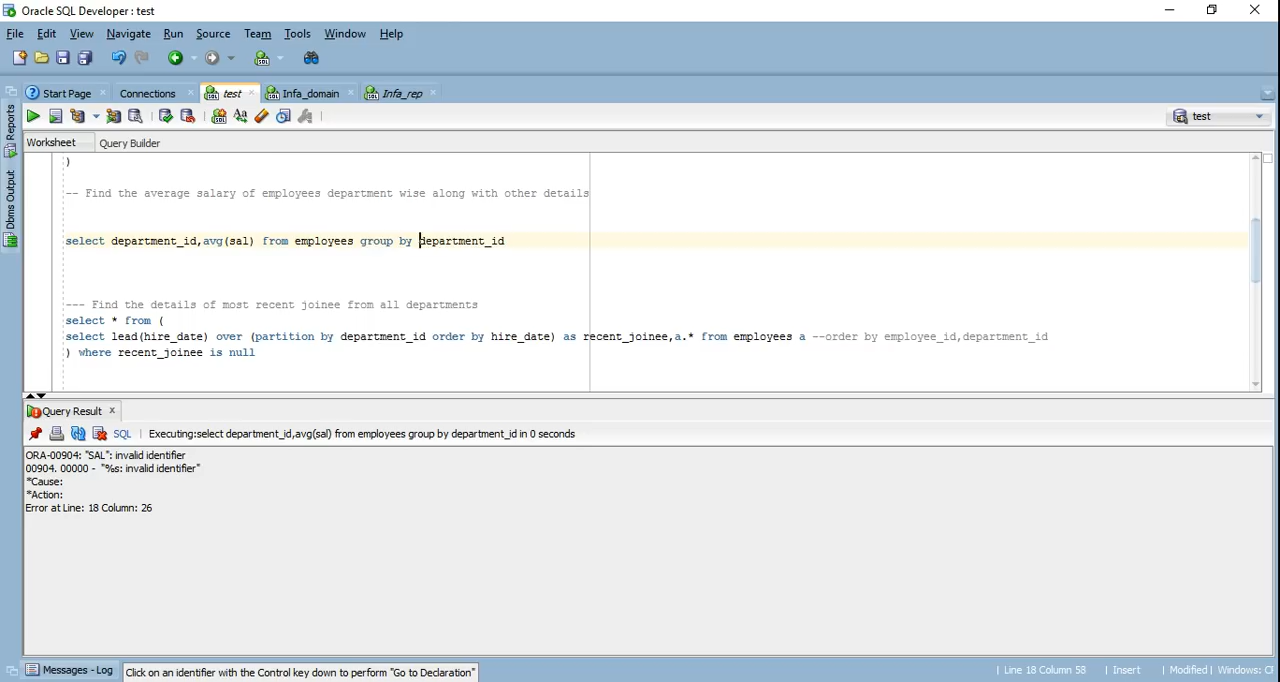 Oracle SQL Developer : test
File Edit View Navigate Run Source Team Tools Window Help
Start Page Connections test Infa_domain Infa_rep
test
Reports
Dbms Output
Worksheet Query Builder
)
-- Find the average salary of employees department wise along with other details
select department_id,avg(sal) from employees group by department_id
--- Find the details of most recent joinee from all departments
select * from (
select lead(hire_date) over (partition by department_id order by hire_date) as recent_joinee,a.* from employees a --order by employee_id,department_id
) where recent_joinee is null
Query Result
SQL | Executing:select department_id,avg(sal) from employees group by department_id in 0 seconds
ORA-00904: "SAL": invalid identifier
00904. 00000 - "%s: invalid identifier"
*Cause:
*Action:
Error at Line: 18 Column: 26
Messages - Log Click on an identifier with the Control key down to perform "Go to Declaration" | Line 18 Column 58 | Insert | Modified | Windows: C